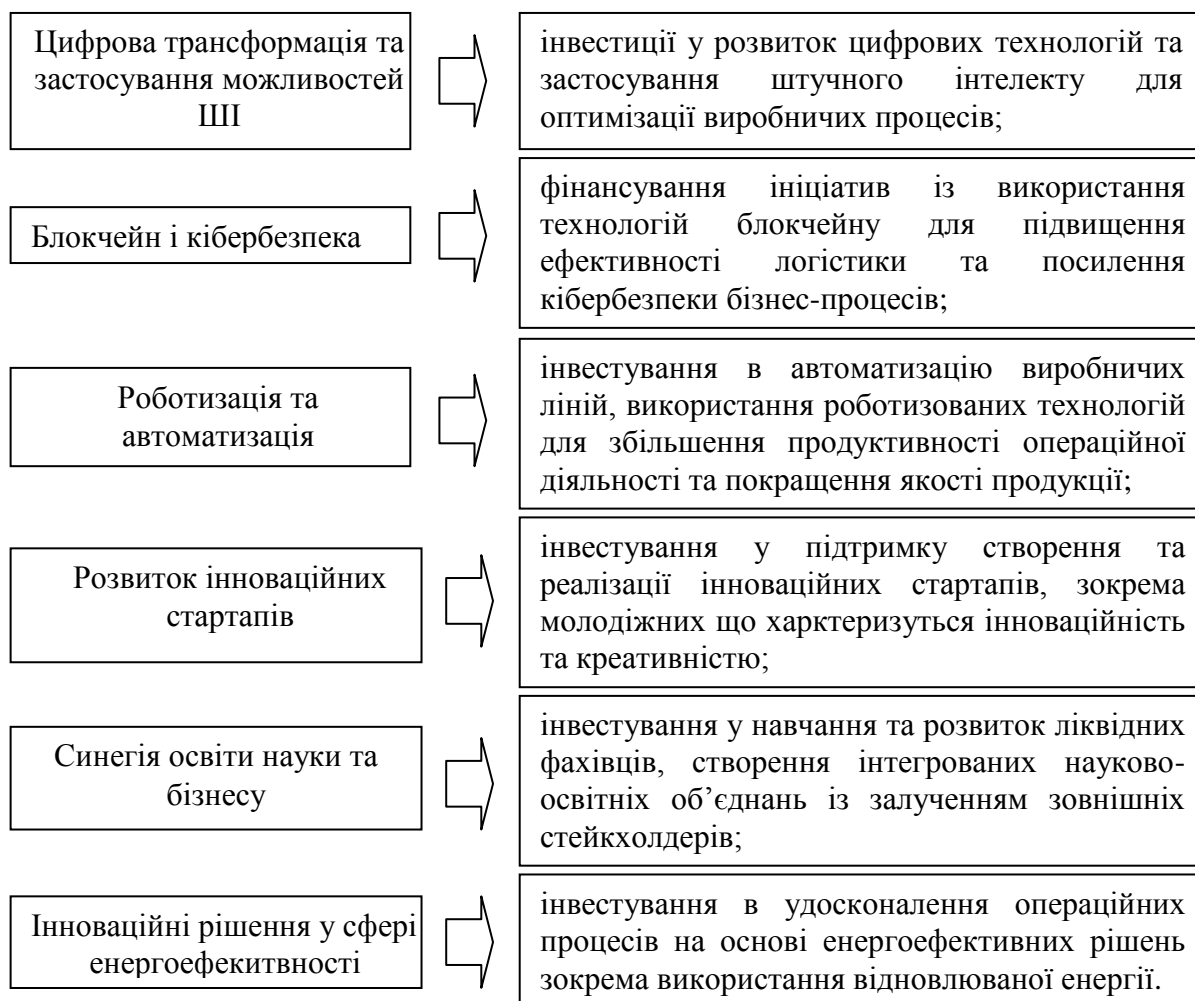 Цифрова трансформація та
застосування можливостей
ШІ
інвестиції у розвиток цифрових технологій та
застосування штучного інтелекту для
оптимізації виробничих процесів;
Блокчейн і кібербезпека
фінансування ініціатив із використання
технологій блокчейну для підвищення
ефективності логістики та посилення
кібербезпеки бізнес-процесів;
Роботизація та
автоматизація
інвестування в автоматизацію виробничих
ліній, використання роботизованих технологій
для збільшення продуктивності операційної
діяльності та покращення якості продукції;
Розвиток інноваційних
стартапів
інвестування у підтримку створення та
реалізації інноваційних стартапів, зокрема
молодіжних що харктеризуться інноваційність
та креативністю;
Синегія освіти науки та
бізнесу
інвестування у навчання та розвиток ліквідних
фахівців, створення інтегрованих науково-
освітніх об’єднань із залученням зовнішніх
стейкхолдерів;
Інноваційні рішення у сфері
енергоефекитвності
інвестування в удосконалення операційних
процесів на основі енергоефективних рішень
зокрема використання відновлюваної енергії.